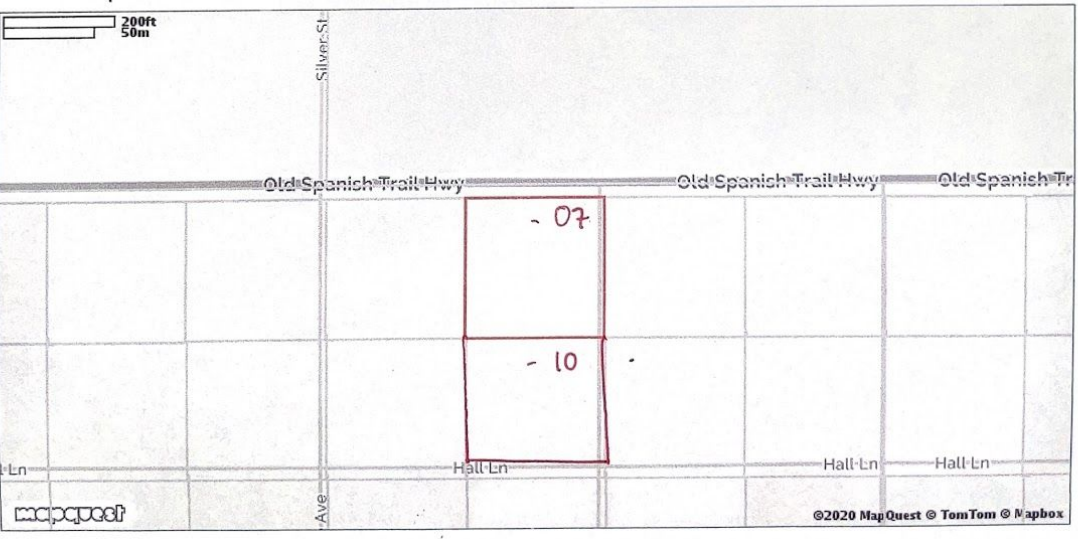 200ft
50m
Silver St
Old Spanish Trail Hwy
Old Spanish Trail Hwy
Old Spanish Tr
- 07
- 10
l Ln
Hall Ln
Hall Ln
Hall Ln
Ave
mapquest
©2020 MapQuest © TomTom © Mapbox